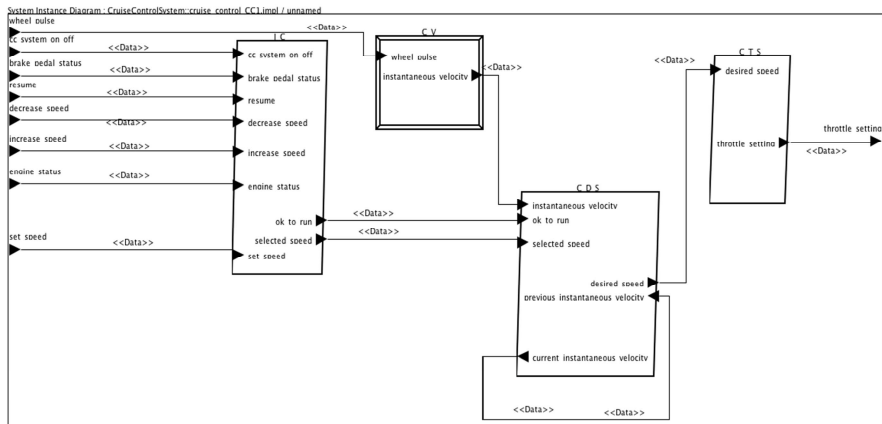 System Instance Diagram : CruiseControlSystem::cruise_control_CC1.impl / unnamed
wheel pulse
cc system on off
<<Data>>
brake pedal status
<<Data>>
resume
<<Data>>
decrease speed
<<Data>>
increase speed
<<Data>>
engine status
<<Data>>
set speed
<<Data>>
I C
cc system on off
brake pedal status
resume
decrease speed
increase speed
engine status
ok to run
selected speed
set speed
<<Data>>
C V
wheel pulse
instantaneous velocity
<<Data>>
<<Data>>
<<Data>>
C D S
instantaneous velocity
ok to run
selected speed
desired speed
previous instantaneous velocity
current instantaneous velocity
<<Data>>
<<Data>>
<<Data>>
C T S
desired speed
throttle setting
throttle setting
<<Data>>